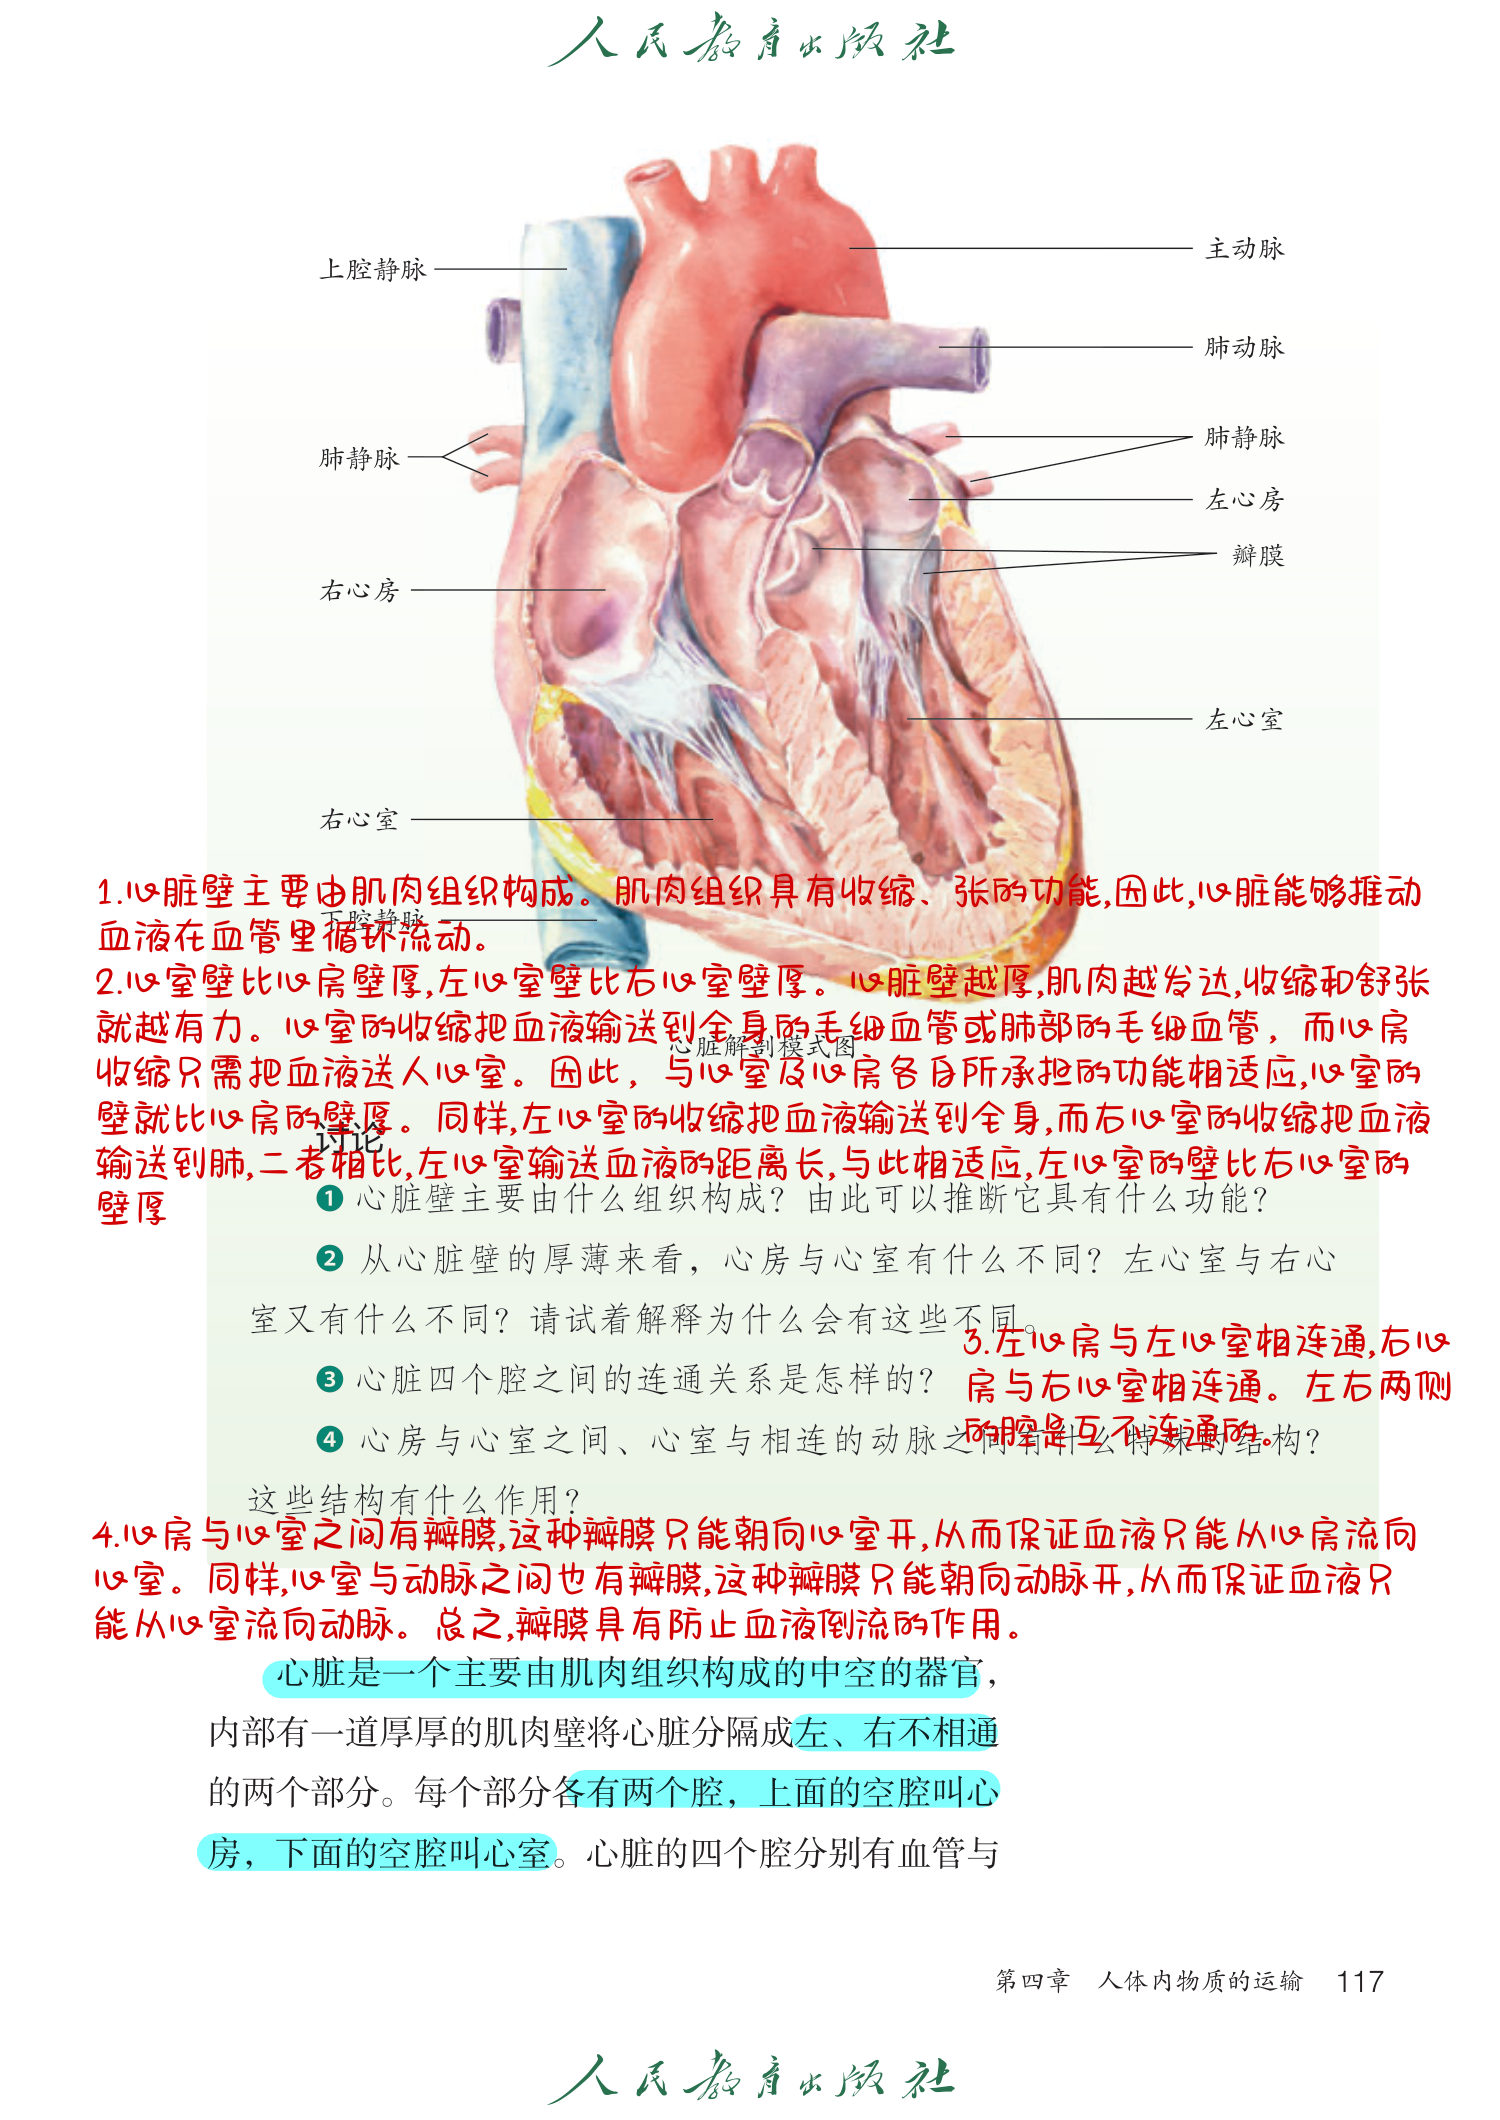 人民教育出版社
上腔静脉
主动脉
肺动脉
肺静脉
肺静脉
左心房
瓣膜
右心房
左心室
右心室
1.心脏壁主要由肌肉组织构成。肌肉组织具有收缩、张的功能,因此,心脏能够推动
下腔静脉
血液在血管里循环流动。
2.心室壁比心房壁厚,左心室壁比右心室壁厚。心脏壁越厚,肌肉越发达,收缩和舒张
就越有力。心室的收缩把血液输送到全身的毛细血管或肺部的毛细血管，而心房
心脏解剖模式图
收缩只需把血液送人心室。因此，与心室及心房各自所承担的功能相适应,心室的
壁就比心房的壁厚。同样,左心室的收缩把血液输送到全身,而右心室的收缩把血液
讨论
输送到肺,二者相比,左心室输送血液的距离长,与此相适应,左心室的壁比右心室的
壁厚
1 心脏壁主要由什么组织构成？由此可以推断它具有什么功能？
2 从心脏壁的厚薄来看，心房与心室有什么不同？左心室与右心
室又有什么不同？请试着解释为什么会有这些不同。
3.左心房与左心室相连通,右心
房与右心室相连通。左右两侧
的腔是互不连通的。
3 心脏四个腔之间的连通关系是怎样的？
4 心房与心室之间、心室与相连的动脉之间有什么特殊的结构？
这些结构有什么作用？
4.心房与心室之间有瓣膜,这种瓣膜只能朝向心室开,从而保证血液只能从心房流向
心室。同样,心室与动脉之间也有瓣膜,这种瓣膜只能朝向动脉开,从而保证血液只
能从心室流向动脉。总之,瓣膜具有防止血液倒流的作用。
心脏是一个主要由肌肉组织构成的中空的器官，
内部有一道厚厚的肌肉壁将心脏分隔成左、右不相通
的两个部分。每个部分各有两个腔，上面的空腔叫心
房，下面的空腔叫心室。心脏的四个腔分别有血管与
第四章 人体内物质的运输 117
人民教育出版社